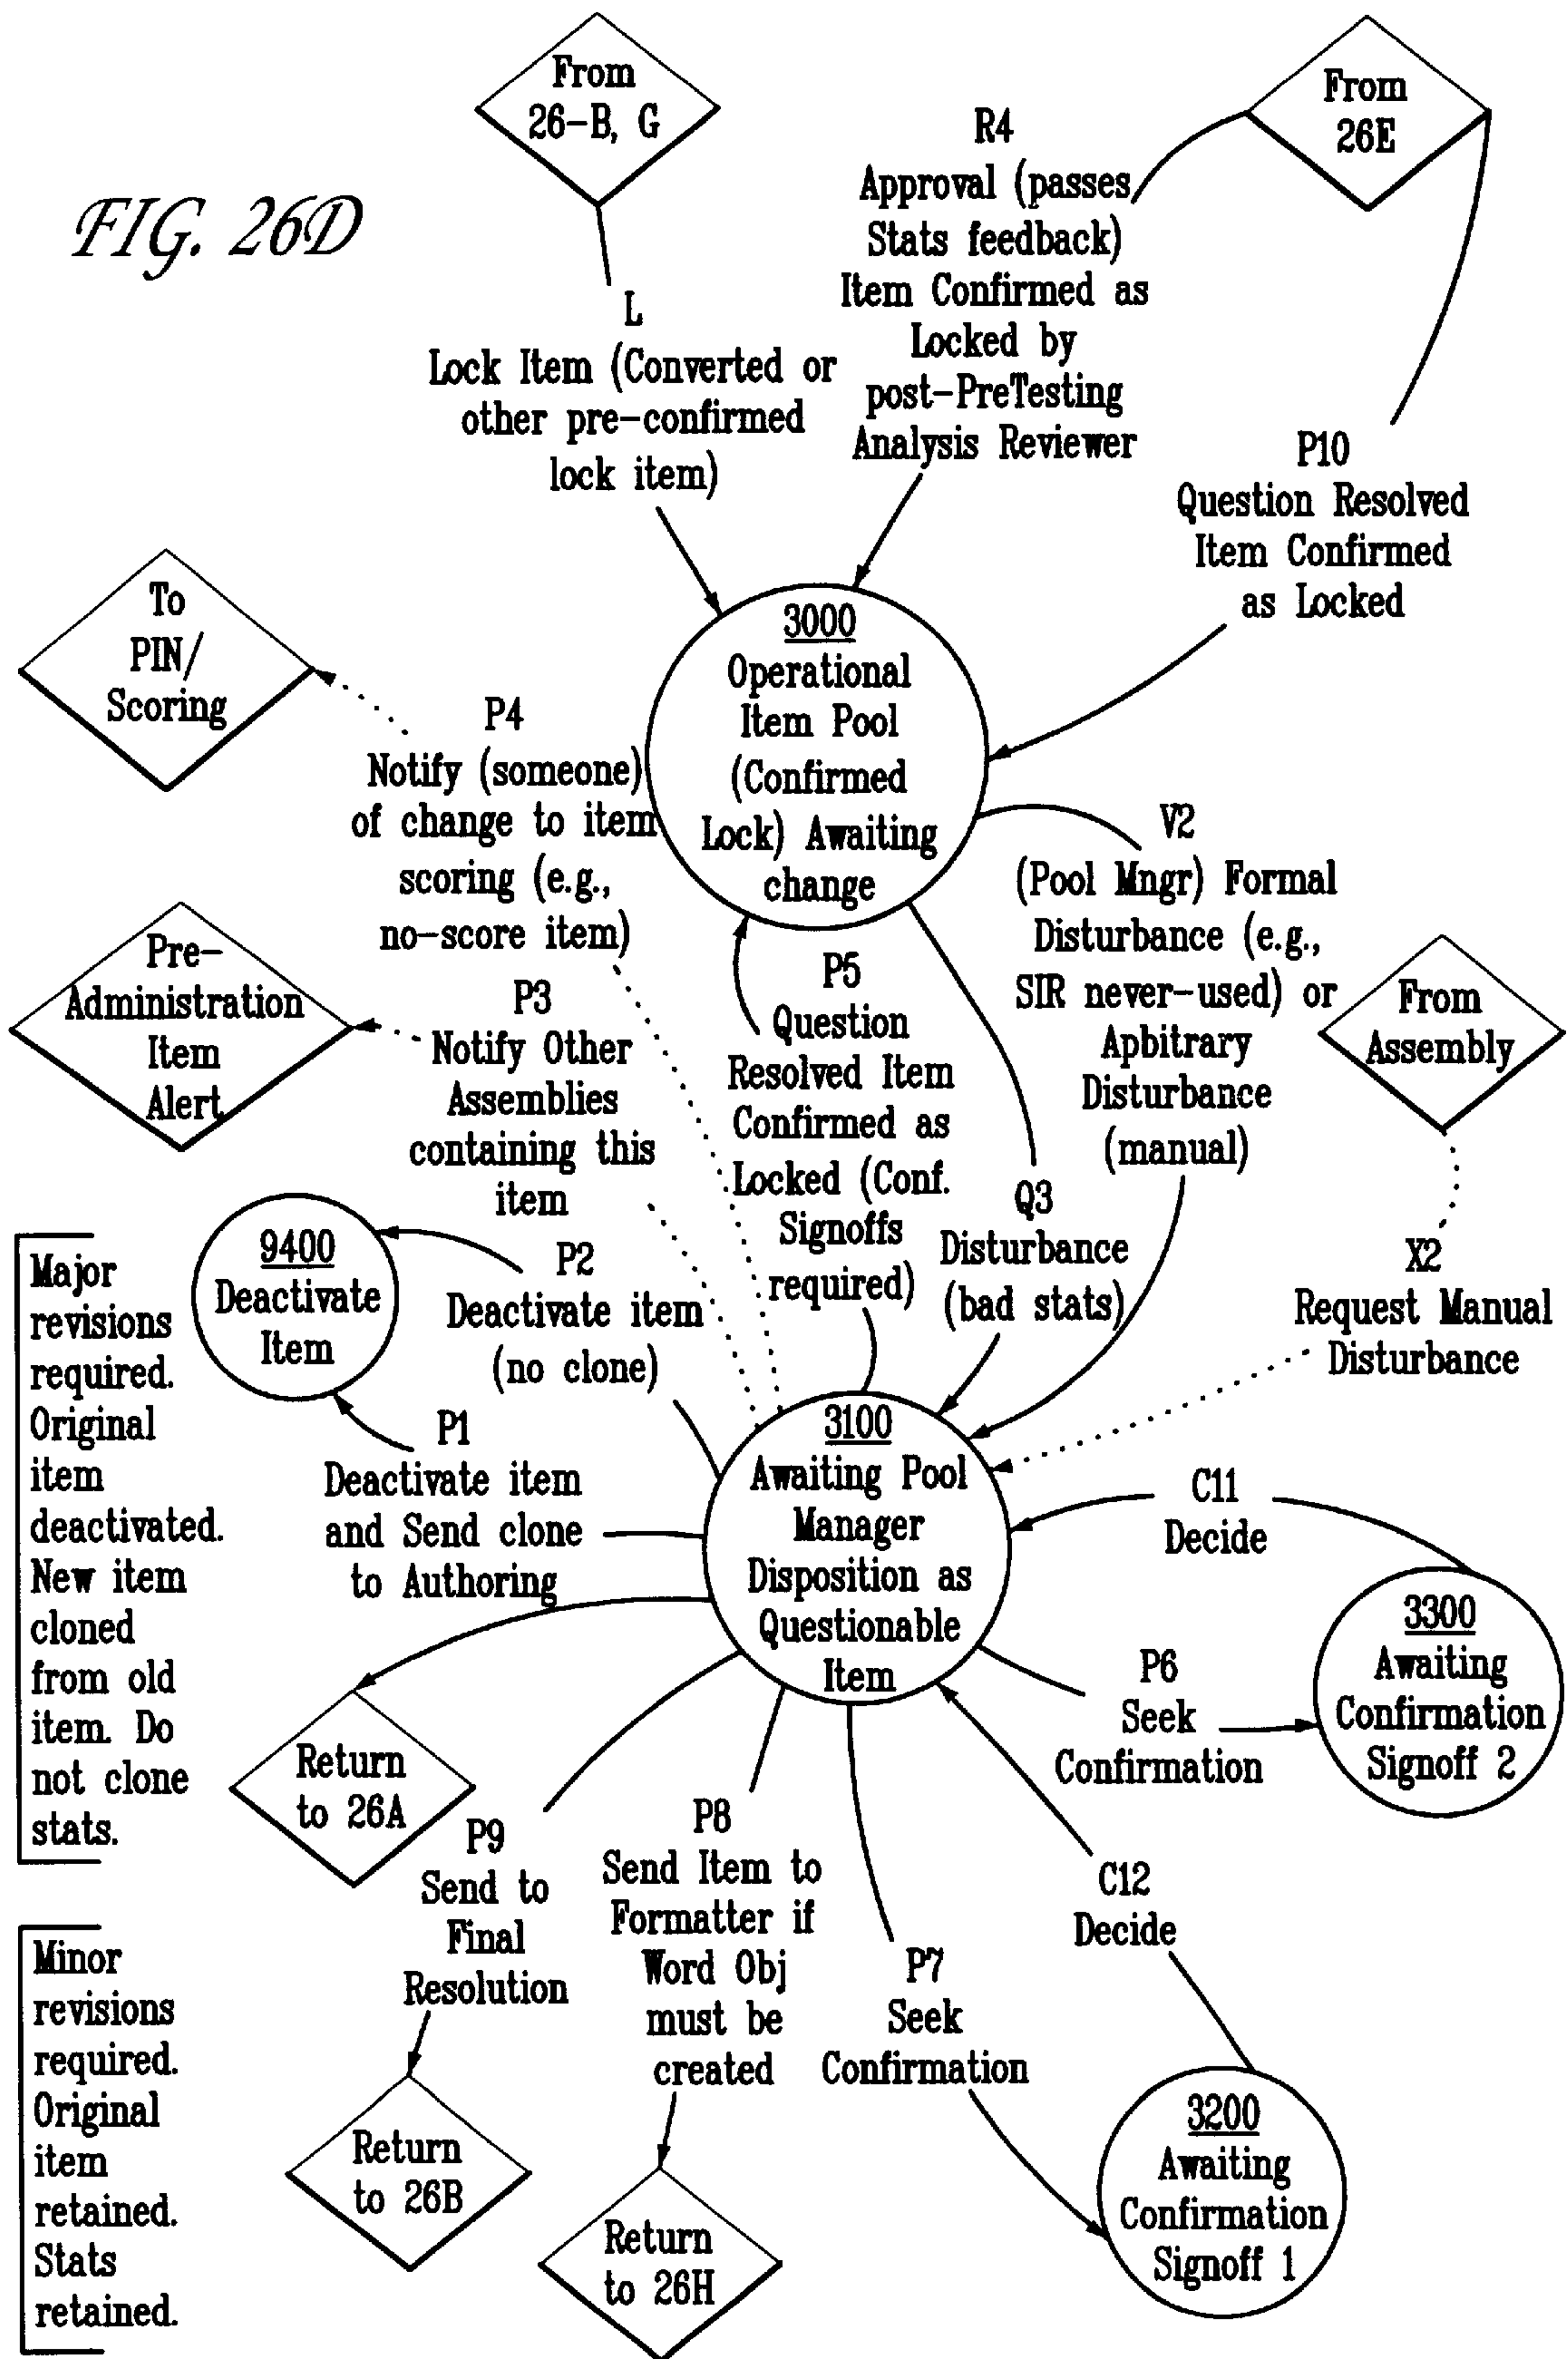 FIG. 26D
From
26-B, G
From
26E
R4
Approval (passes
Stats feedback)
Item Confirmed as
Locked by
post-PreTesting
Analysis Reviewer
L
Lock Item (Converted or
other pre-confirmed
lock item)
P10
Question Resolved
Item Confirmed
as Locked
To
PIN/
Scoring
3000
Operational
Item Pool
(Confirmed
Lock) Awaiting
change
P4
Notify (someone)
of change to item
scoring (e.g.,
no-score item)
V2
(Pool Mngr) Formal
Disturbance (e.g.,
SIR never-used) or
Apbitrary
Disturbance
(manual)
Pre-
Administration
Item
Alert
P3
Notify Other
Assemblies
containing this
item
P5
Question
Resolved Item
Confirmed as
Locked (Conf.
Signoffs
required)
From
Assembly
Q3
Disturbance
(bad stats)
X2
Request Manual
Disturbance
9400
Deactivate
Item
P2
Deactivate item
(no clone)
Major
revisions
required.
Original
item
deactivated.
New item
cloned
from old
item. Do
not clone
stats.
P1
Deactivate item
and Send clone
to Authoring
3100
Awaiting Pool
Manager
Disposition as
Questionable
Item
C11
Decide
3300
Awaiting
Confirmation
Signoff 2
P6
Seek
Confirmation
Return
to 26A
P9
Send to
Final
Resolution
P8
Send Item to
Formatter if
Word Obj
must be
created
P7
Seek
Confirmation
C12
Decide
Minor
revisions
required.
Original
item
retained.
Stats
retained.
Return
to 26B
Return
to 26H
3200
Awaiting
Confirmation
Signoff 1